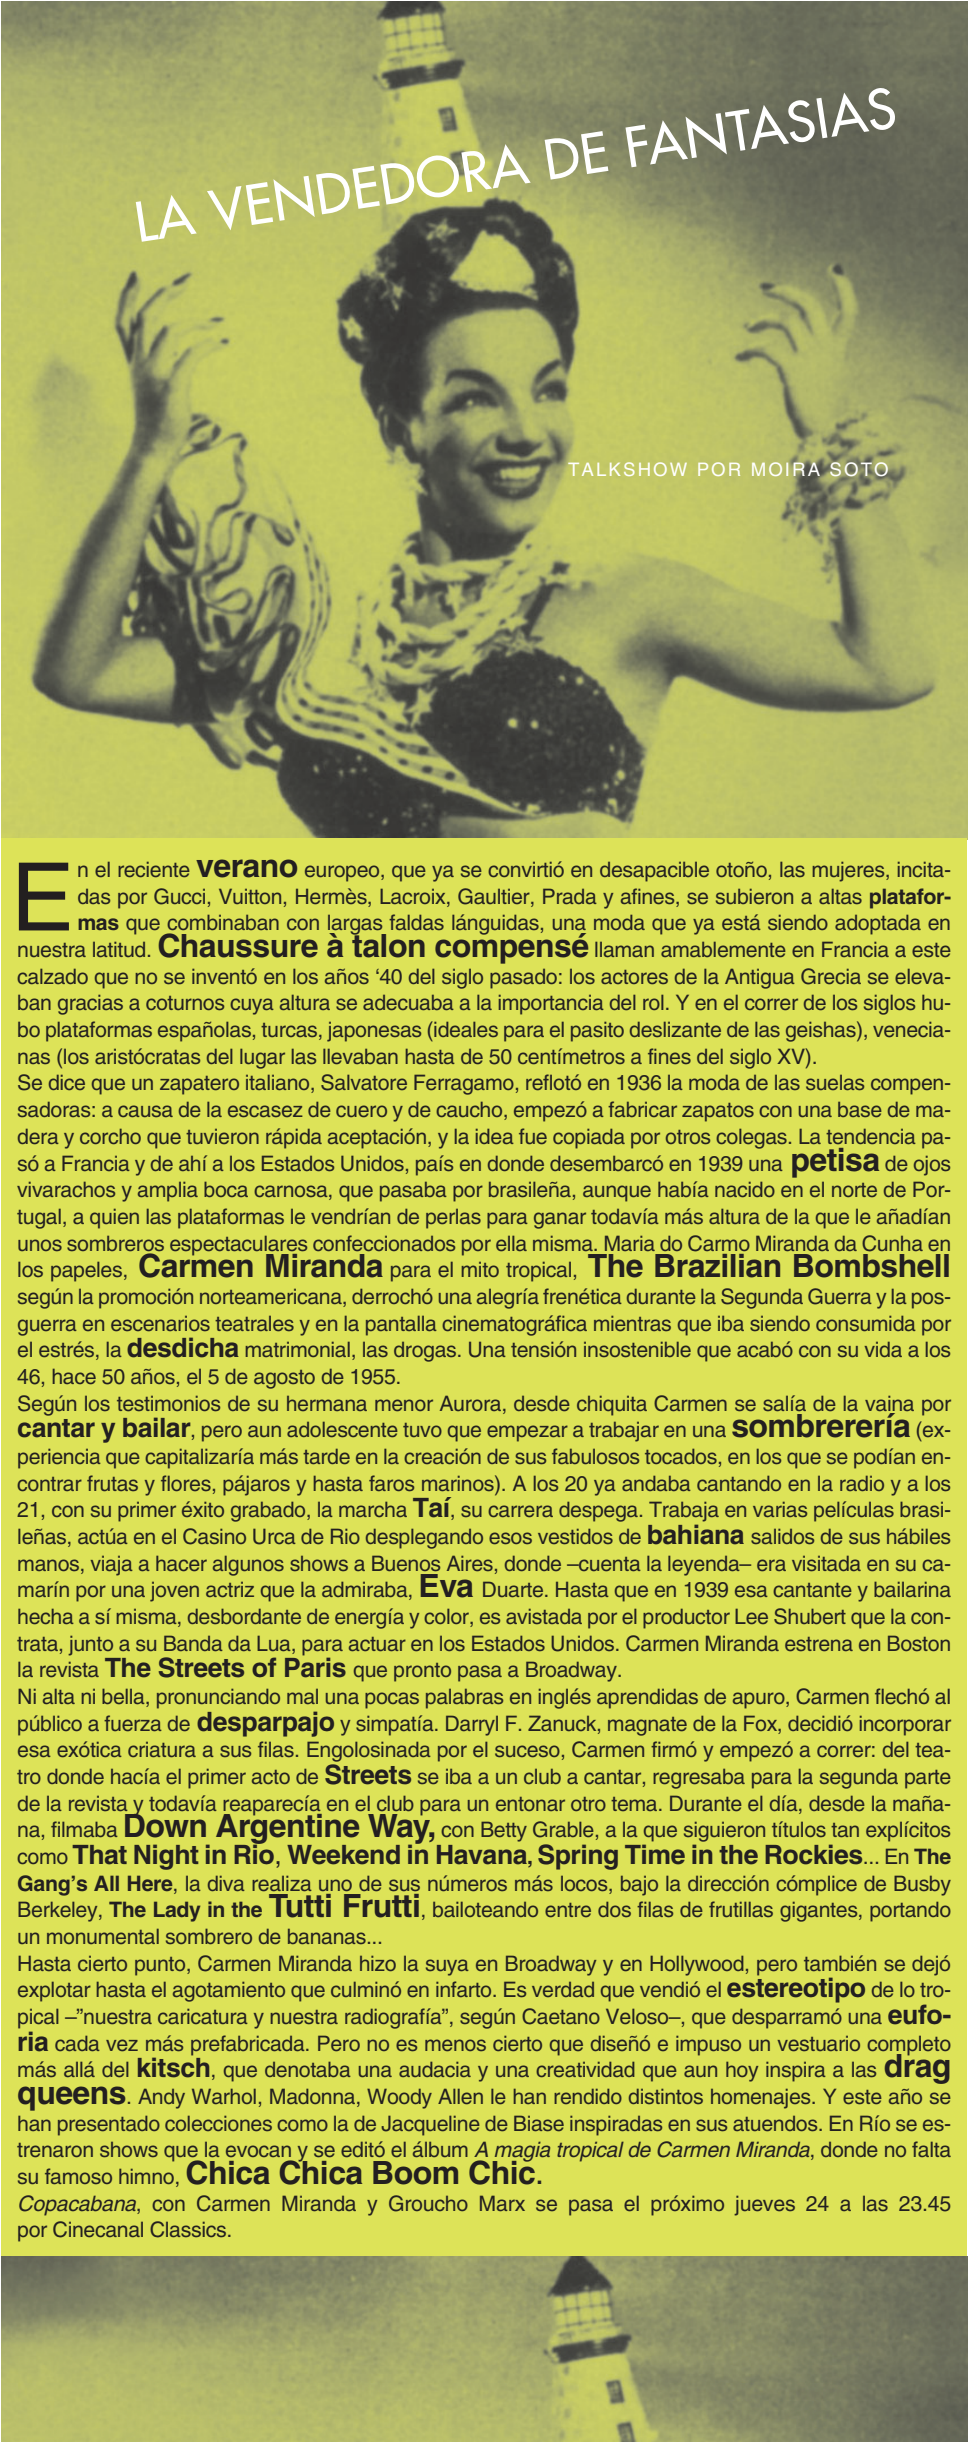 LA VENDEDORA DE FANTASIAS
TALKSHOW POR MOIRA SOTO
En el reciente verano europeo, que ya se convirtió en desapacible otoño, las mujeres, incita-
das por Gucci, Vuitton, Hermès, Lacroix, Gaultier, Prada y afines, se subieron a altas platafor-
mas que combinaban con largas faldas lánguidas, una moda que ya está siendo adoptada en
nuestra latitud. Chaussure à talon compensé llaman amablemente en Francia a este
calzado que no se inventó en los años ‘40 del siglo pasado: los actores de la Antigua Grecia se eleva-
ban gracias a coturnos cuya altura se adecuaba a la importancia del rol. Y en el correr de los siglos hu-
bo plataformas españolas, turcas, japonesas (ideales para el pasito deslizante de las geishas), venecia-
nas (los aristócratas del lugar las llevaban hasta de 50 centímetros a fines del siglo XV).
Se dice que un zapatero italiano, Salvatore Ferragamo, reflotó en 1936 la moda de las suelas compen-
sadoras: a causa de la escasez de cuero y de caucho, empezó a fabricar zapatos con una base de ma-
dera y corcho que tuvieron rápida aceptación, y la idea fue copiada por otros colegas. La tendencia pa-
só a Francia y de ahí a los Estados Unidos, país en donde desembarcó en 1939 una petisa de ojos
vivarachos y amplia boca carnosa, que pasaba por brasileña, aunque había nacido en el norte de Por-
tugal, a quien las plataformas le vendrían de perlas para ganar todavía más altura de la que le añadían
unos sombreros espectaculares confeccionados por ella misma. Maria do Carmo Miranda da Cunha en
los papeles, Carmen Miranda para el mito tropical, The Brazilian Bombshell
según la promoción norteamericana, derrochó una alegría frenética durante la Segunda Guerra y la pos-
guerra en escenarios teatrales y en la pantalla cinematográfica mientras que iba siendo consumida por
el estrés, la desdicha matrimonial, las drogas. Una tensión insostenible que acabó con su vida a los
46, hace 50 años, el 5 de agosto de 1955.
Según los testimonios de su hermana menor Aurora, desde chiquita Carmen se salía de la vaina por
cantar y bailar, pero aun adolescente tuvo que empezar a trabajar en una sombrerería (ex-
periencia que capitalizaría más tarde en la creación de sus fabulosos tocados, en los que se podían en-
contrar frutas y flores, pájaros y hasta faros marinos). A los 20 ya andaba cantando en la radio y a los
21, con su primer éxito grabado, la marcha Taí, su carrera despega. Trabaja en varias películas brasi-
leñas, actúa en el Casino Urca de Rio desplegando esos vestidos de bahiana salidos de sus hábiles
manos, viaja a hacer algunos shows a Buenos Aires, donde –cuenta la leyenda– era visitada en su ca-
marín por una joven actriz que la admiraba, Eva Duarte. Hasta que en 1939 esa cantante y bailarina
hecha a sí misma, desbordante de energía y color, es avistada por el productor Lee Shubert que la con-
trata, junto a su Banda da Lua, para actuar en los Estados Unidos. Carmen Miranda estrena en Boston
la revista The Streets of Paris que pronto pasa a Broadway.
Ni alta ni bella, pronunciando mal una pocas palabras en inglés aprendidas de apuro, Carmen flechó al
público a fuerza de desparpajo y simpatía. Darryl F. Zanuck, magnate de la Fox, decidió incorporar
esa exótica criatura a sus filas. Engolosinada por el suceso, Carmen firmó y empezó a correr: del tea-
tro donde hacía el primer acto de Streets se iba a un club a cantar, regresaba para la segunda parte
de la revista y todavía reaparecía en el club para un entonar otro tema. Durante el día, desde la maña-
na, filmaba Down Argentine Way, con Betty Grable, a la que siguieron títulos tan explícitos
como That Night in Rio, Weekend in Havana, Spring Time in the Rockies... En The
Gang’s All Here, la diva realiza uno de sus números más locos, bajo la dirección cómplice de Busby
Berkeley, The Lady in the Tutti Frutti, bailoteando entre dos filas de frutillas gigantes, portando
un monumental sombrero de bananas...
Hasta cierto punto, Carmen Miranda hizo la suya en Broadway y en Hollywood, pero también se dejó
explotar hasta el agotamiento que culminó en infarto. Es verdad que vendió el estereotipo de lo tro-
pical –”nuestra caricatura y nuestra radiografía”, según Caetano Veloso–, que desparramó una eufo-
ria cada vez más prefabricada. Pero no es menos cierto que diseñó e impuso un vestuario completo
más allá del kitsch, que denotaba una audacia y una creatividad que aun hoy inspira a las drag
queens. Andy Warhol, Madonna, Woody Allen le han rendido distintos homenajes. Y este año se
han presentado colecciones como la de Jacqueline de Biase inspiradas en sus atuendos. En Río se es-
trenaron shows que la evocan y se editó el álbum A magia tropical de Carmen Miranda, donde no falta
su famoso himno, Chica Chica Boom Chic.
Copacabana, con Carmen Miranda y Groucho Marx se pasa el próximo jueves 24 a las 23.45
por Cinecanal Classics.